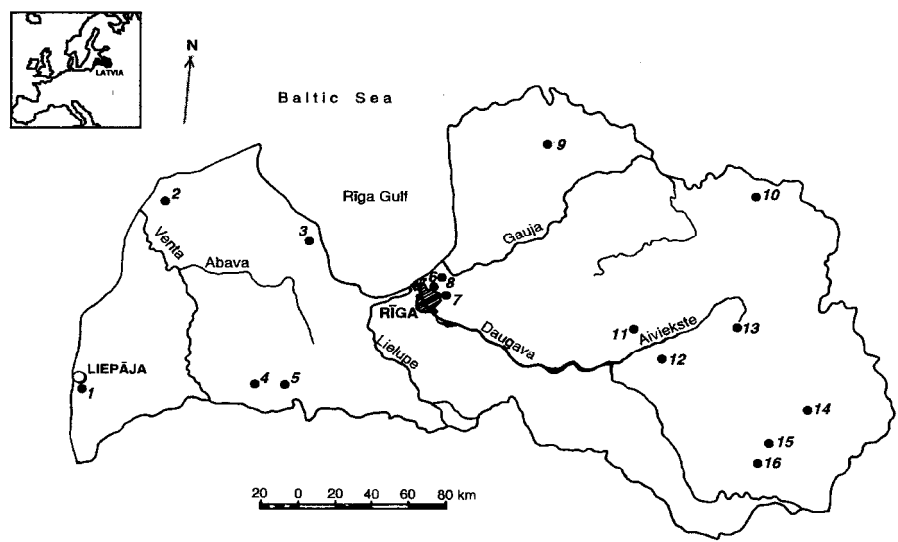 LATVIA
N
Baltic Sea
9
2
Rīga Gulf
10
3
Gauja
Venta
Abava
6
8
7
RĪGA
Daugava
11
Aiviekste
13
Lielupe
12
LIEPĀJA
1
4
5
14
15
16
20 0 20 40 60 80 km